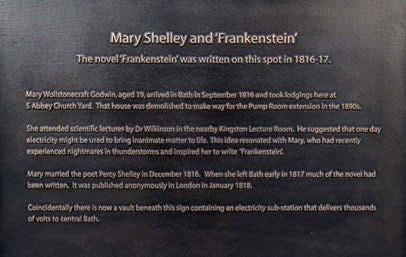 Mary Shelley and 'Frankenstein'
The novel 'Frankenstein' was written on this spot in 1816-17.
Mary Wollstonecraft Godwin, aged 19, arrived in Bath in September 1816 and took lodgings here at
5 Abbey Church Yard. That house was demolished to make way for the Pump Room extension in the 1890s.
She attended scientific lectures by Dr Wilkinson in the nearby Kingston Lecture Room. He suggested that one day
electricity might be used to bring inanimate matter to life. This idea resonated with Mary, who had recently
experienced nightmares in thunderstorms and inspired her to write 'Frankenstein'.
Mary married the poet Percy Shelley in December 1816. When she left Bath early in 1817 much of the novel had
been written. It was published anonymously in London in January 1818.
Coincidentally there is now a vault beneath this sign containing an electricity sub-station that delivers thousands
of volts to central Bath.